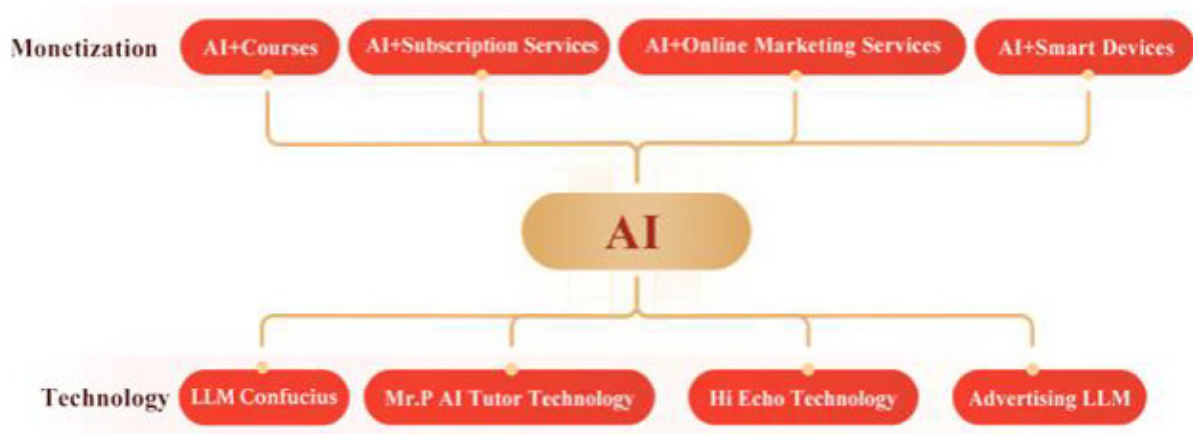 Monetization
AI+Courses
AI+Subscription Services
AI+Online Marketing Services
AI+Smart Devices
AI
Technology
LLM Confucius
Mr.P AI Tutor Technology
Hi Echo Technology
Advertising LLM